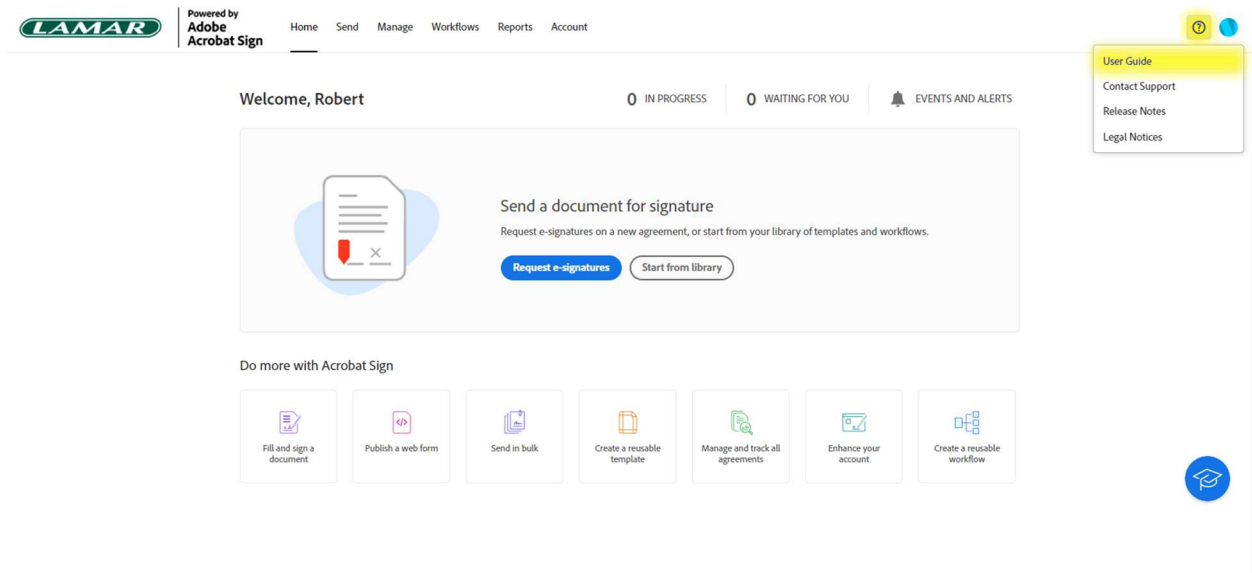 LAMAR
Powered by
Adobe
Acrobat Sign
Home Send Manage Workflows Reports Account
User Guide
Contact Support
Release Notes
Legal Notices
Welcome, Robert
0 IN PROGRESS
0 WAITING FOR YOU
EVENTS AND ALERTS
Send a document for signature
Request e-signatures on a new agreement, or start from your library of templates and workflows.
Request e-signatures
Start from library
Do more with Acrobat Sign
Fill and sign a
document
Publish a web form
Send in bulk
Create a reusable
template
Manage and track all
agreements
Enhance your
account
Create a reusable
workflow